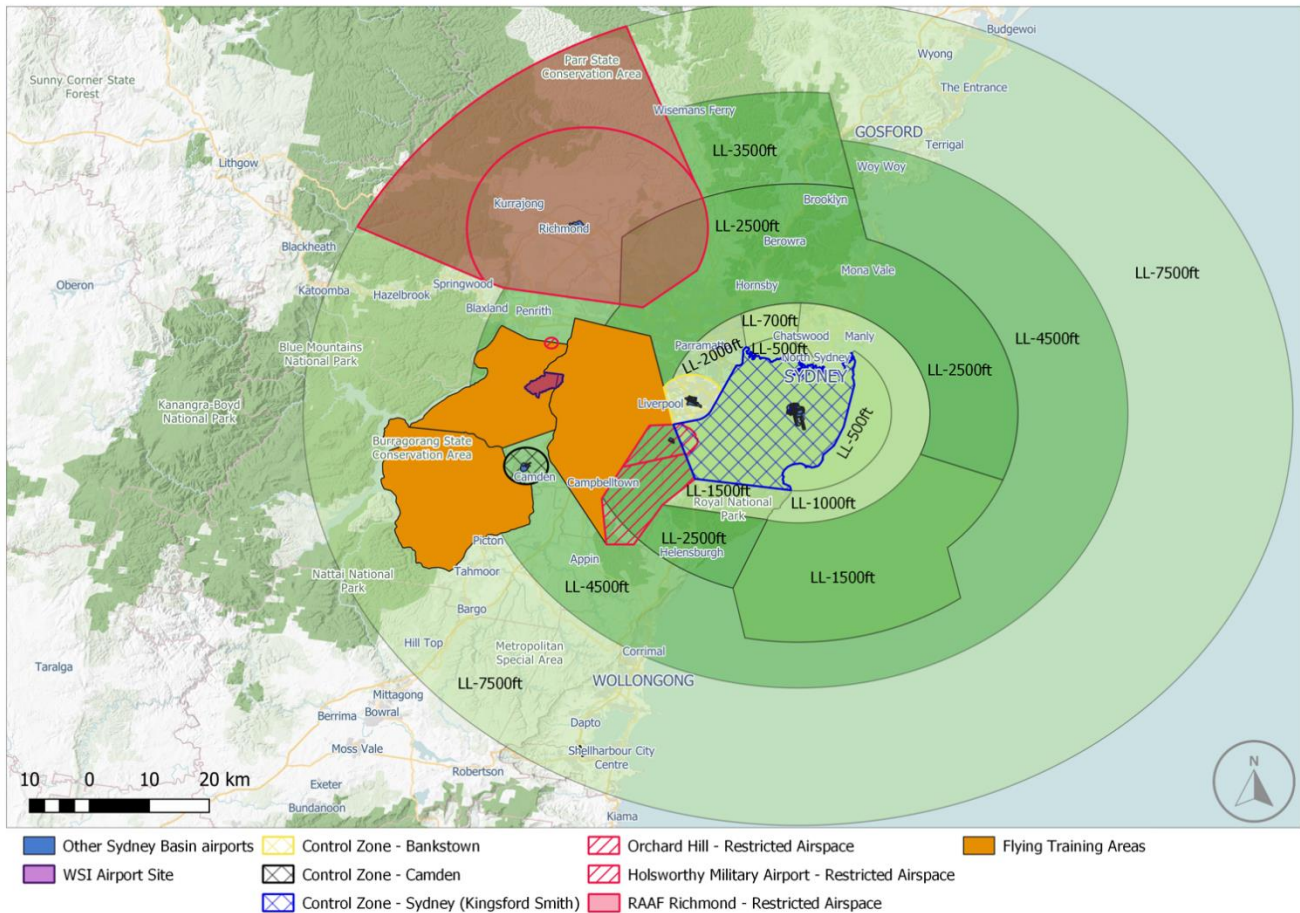 Budgewoi
Wyong
Sunny Corner State
Forest
Parr State
Conservation Area
The Entrance
Wisemans Ferry
GOSFORD
Terrigal
LL-3500ft
Lithgow
Woy Woy
Kurrajong
Brooklyn
Richmond
LL-2500ft
Blackheath
Berowra
Mona Vale
LL-7500ft
Oberon
Katoomba
Hazelbrook
Springwood
Hornsby
Blaxland
Penrith
LL-700ft
Chatswood
Manly
LL-4500ft
Blue Mountains
National Park
Parramatta
LL-2000ft
LL-500ft
North Sydney
SYDNEY
LL-2500ft
Kanangra-Boyd
National Park
Liverpool
LL-500ft
Burragorang State
Conservation Area
Camden
Campbelltown
LL-1500ft
LL-1000ft
Royal National
Park
Picton
LL-2500ft
Helensburgh
Appin
Tahmoor
Nattai National
Park
LL-4500ft
LL-1500ft
Bargo
Hill Top
Metropolitan
Special Area
Corrimal
Taralga
LL-7500ft
WOLLONGONG
Mittagong
Berrima
Bowral
Dapto
Moss Vale
Shellharbour City
Centre
Robertson
Exeter
Bundanoon
Kiama
10 0 10 20 km
N
Other Sydney Basin airports
Control Zone - Bankstown
Orchard Hill - Restricted Airspace
Flying Training Areas
WSI Airport Site
Control Zone - Camden
Holsworthy Military Airport - Restricted Airspace
Control Zone - Sydney (Kingsford Smith)
RAAF Richmond - Restricted Airspace